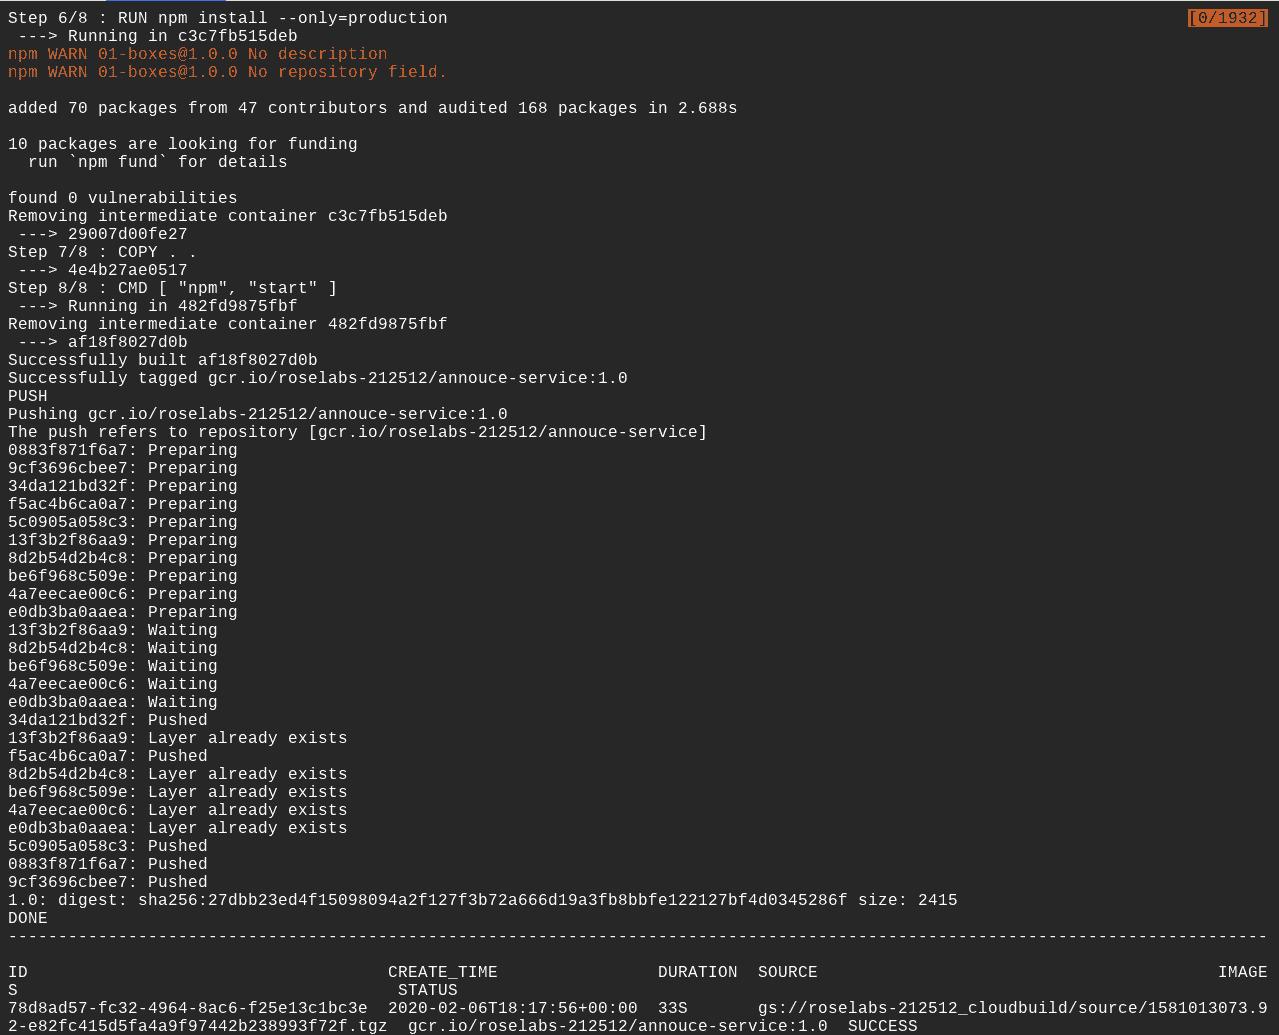 Step 6/8 : RUN npm install --only=production [0/1932]
 ---> Running in c3c7fb515deb
npm WARN 01-boxes@1.0.0 No description
npm WARN 01-boxes@1.0.0 No repository field.
added 70 packages from 47 contributors and audited 168 packages in 2.688s
10 packages are looking for funding
  run `npm fund` for details
found 0 vulnerabilities
Removing intermediate container c3c7fb515deb
 ---> 29007d00fe27
Step 7/8 : COPY . .
 ---> 4e4b27ae0517
Step 8/8 : CMD [ "npm", "start" ]
 ---> Running in 482fd9875fbf
Removing intermediate container 482fd9875fbf
 ---> af18f8027d0b
Successfully built af18f8027d0b
Successfully tagged gcr.io/roselabs-212512/annouce-service:1.0
PUSH
Pushing gcr.io/roselabs-212512/annouce-service:1.0
The push refers to repository [gcr.io/roselabs-212512/annouce-service]
0883f871f6a7: Preparing
9cf3696cbee7: Preparing
34da121bd32f: Preparing
f5ac4b6ca0a7: Preparing
5c0905a058c3: Preparing
13f3b2f86aa9: Preparing
8d2b54d2b4c8: Preparing
be6f968c509e: Preparing
4a7eecae00c6: Preparing
e0db3ba0aaea: Preparing
13f3b2f86aa9: Waiting
8d2b54d2b4c8: Waiting
be6f968c509e: Waiting
4a7eecae00c6: Waiting
e0db3ba0aaea: Waiting
34da121bd32f: Pushed
13f3b2f86aa9: Layer already exists
f5ac4b6ca0a7: Pushed
8d2b54d2b4c8: Layer already exists
be6f968c509e: Layer already exists
4a7eecae00c6: Layer already exists
e0db3ba0aaea: Layer already exists
5c0905a058c3: Pushed
0883f871f6a7: Pushed
9cf3696cbee7: Pushed
1.0: digest: sha256:27dbb23ed4f15098094a2f127f3b72a666d19a3fb8bbfe122127bf4d0345286f size: 2415
DONE
------------------------------------------------------------------------------------------------------------------------------
ID                                    CREATE_TIME                DURATION  SOURCE                                        IMAGE
S                                      STATUS
78d8ad57-fc32-4964-8ac6-f25e13c1bc3e  2020-02-06T18:17:56+00:00  33S       gs://roselabs-212512_cloudbuild/source/1581013073.9
2-e82fc415d5fa4a9f97442b238993f72f.tgz  gcr.io/roselabs-212512/annouce-service:1.0  SUCCESS